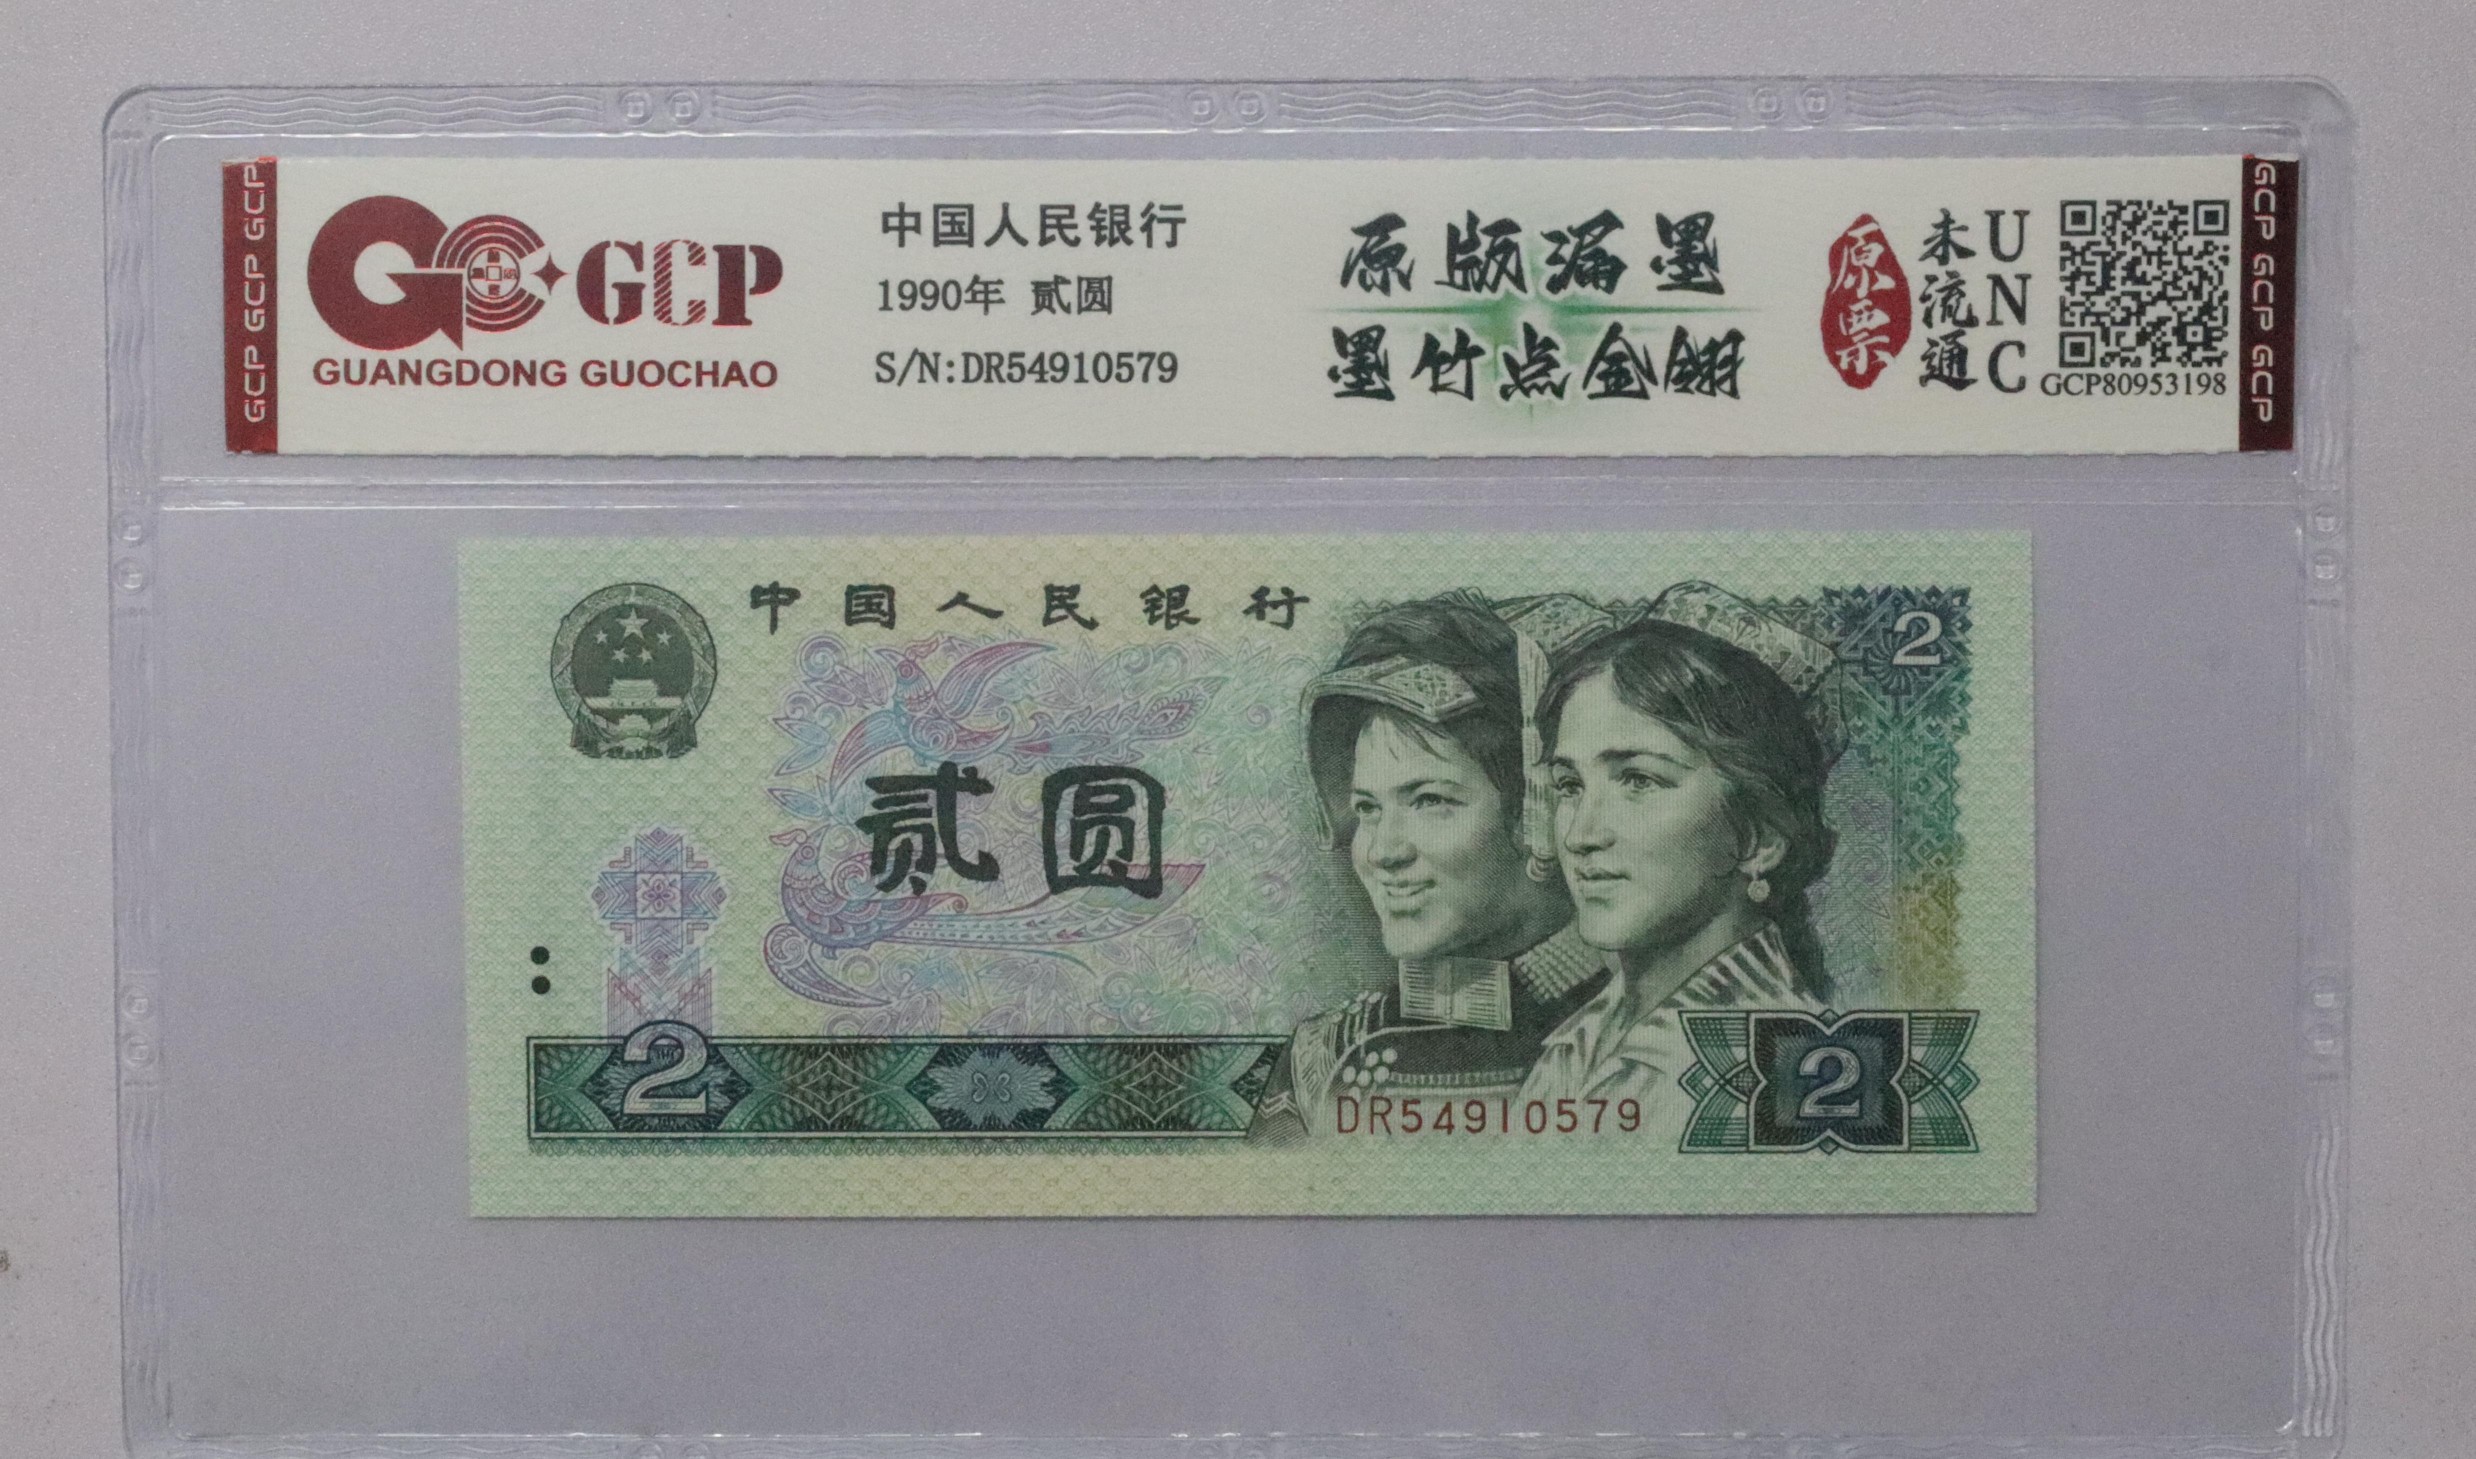 GCP GCP GCP
GCP
GUANGDONG GUOCHAO
中国人民银行
1990年 贰圆
S/N:DR54910579
原版漏墨
墨竹点金翎
原票
未流通
UNC
GCP80953198
GCP GCP GCP
中国人民银行
2
贰圆
2
DR54910579
2